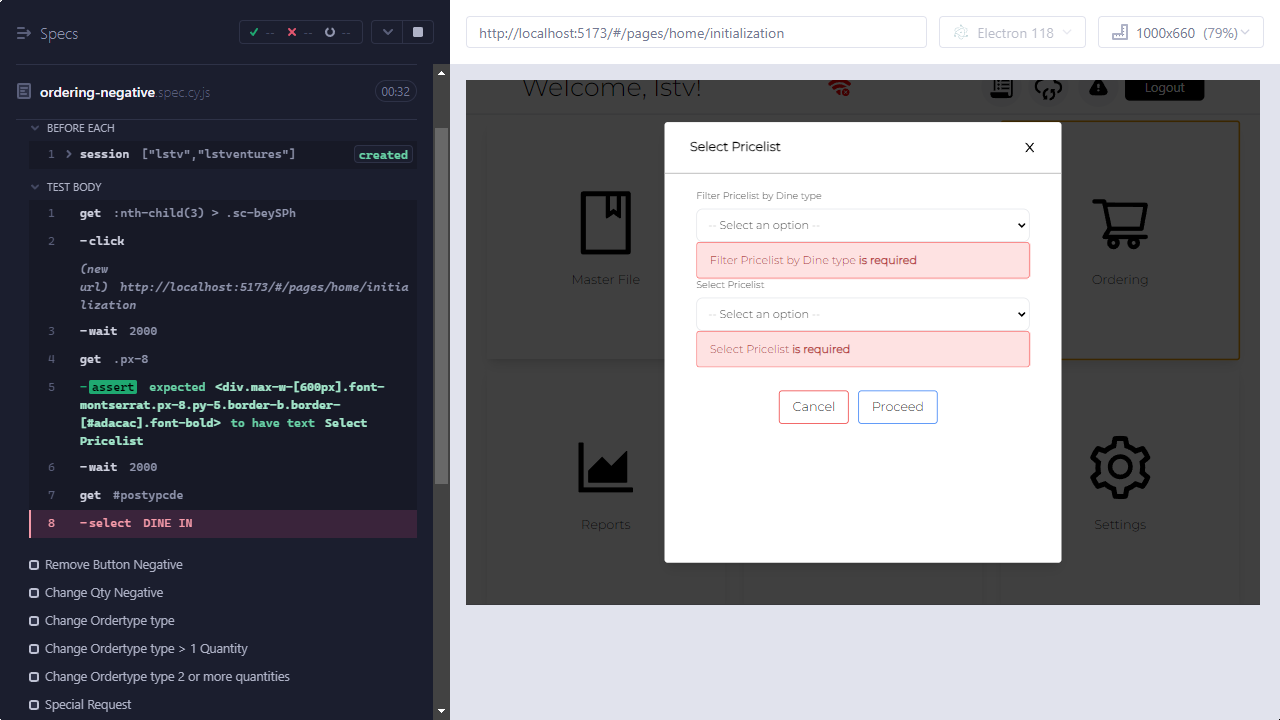 Specs
-- -- --
ordering-negative.spec.cy.js 00:32
BEFORE EACH
1 session ["lstv","lstventures"] created
TEST BODY
1 get :nth-child(3) > .sc-beySPh
2 -click
(new
url) http://localhost:5173/#/pages/home/initia
lization
3 -wait 2000
4 get .px-8
5 -assert expected <div.max-w-[600px].font-
montserrat.px-8.py-5.border-b.border-
[#adacac].font-bold> to have text Select
Pricelist
6 -wait 2000
7 get #postypcde
8 -select DINE IN
Remove Button Negative
Change Qty Negative
Change Ordertype type
Change Ordertype type > 1 Quantity
Change Ordertype type 2 or more quantities
Special Request
http://localhost:5173/#/pages/home/initialization
Electron 118
1000x660 (79%)
Welcome, lstv!
Logout
Select Pricelist X
Filter Pricelist by Dine type
-- Select an option --
Filter Pricelist by Dine type is required
Select Pricelist
-- Select an option --
Select Pricelist is required
Cancel Proceed
Master File
Ordering
Reports
Settings